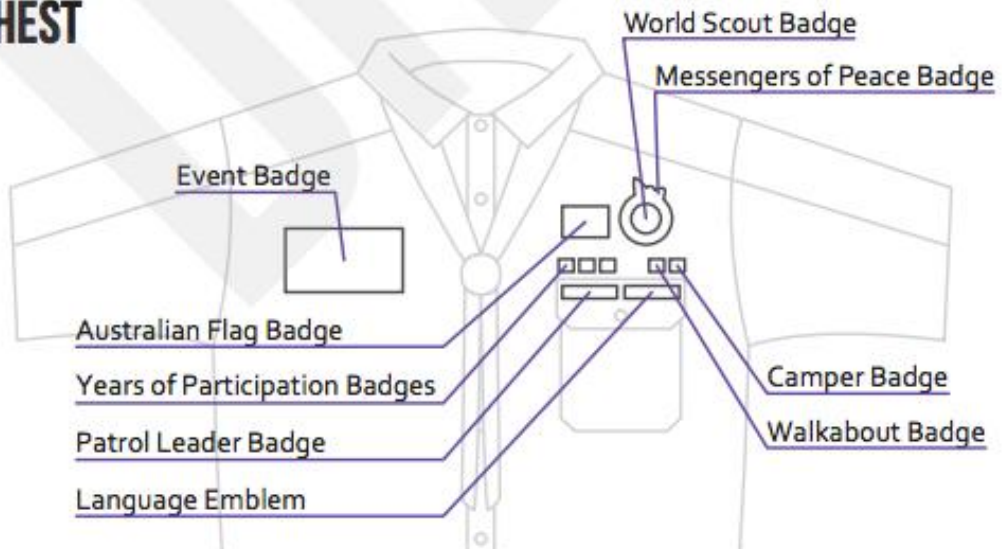 HEST
World Scout Badge
Messengers of Peace Badge
Event Badge
Australian Flag Badge
Years of Participation Badges
Camper Badge
Patrol Leader Badge
Walkabout Badge
Language Emblem